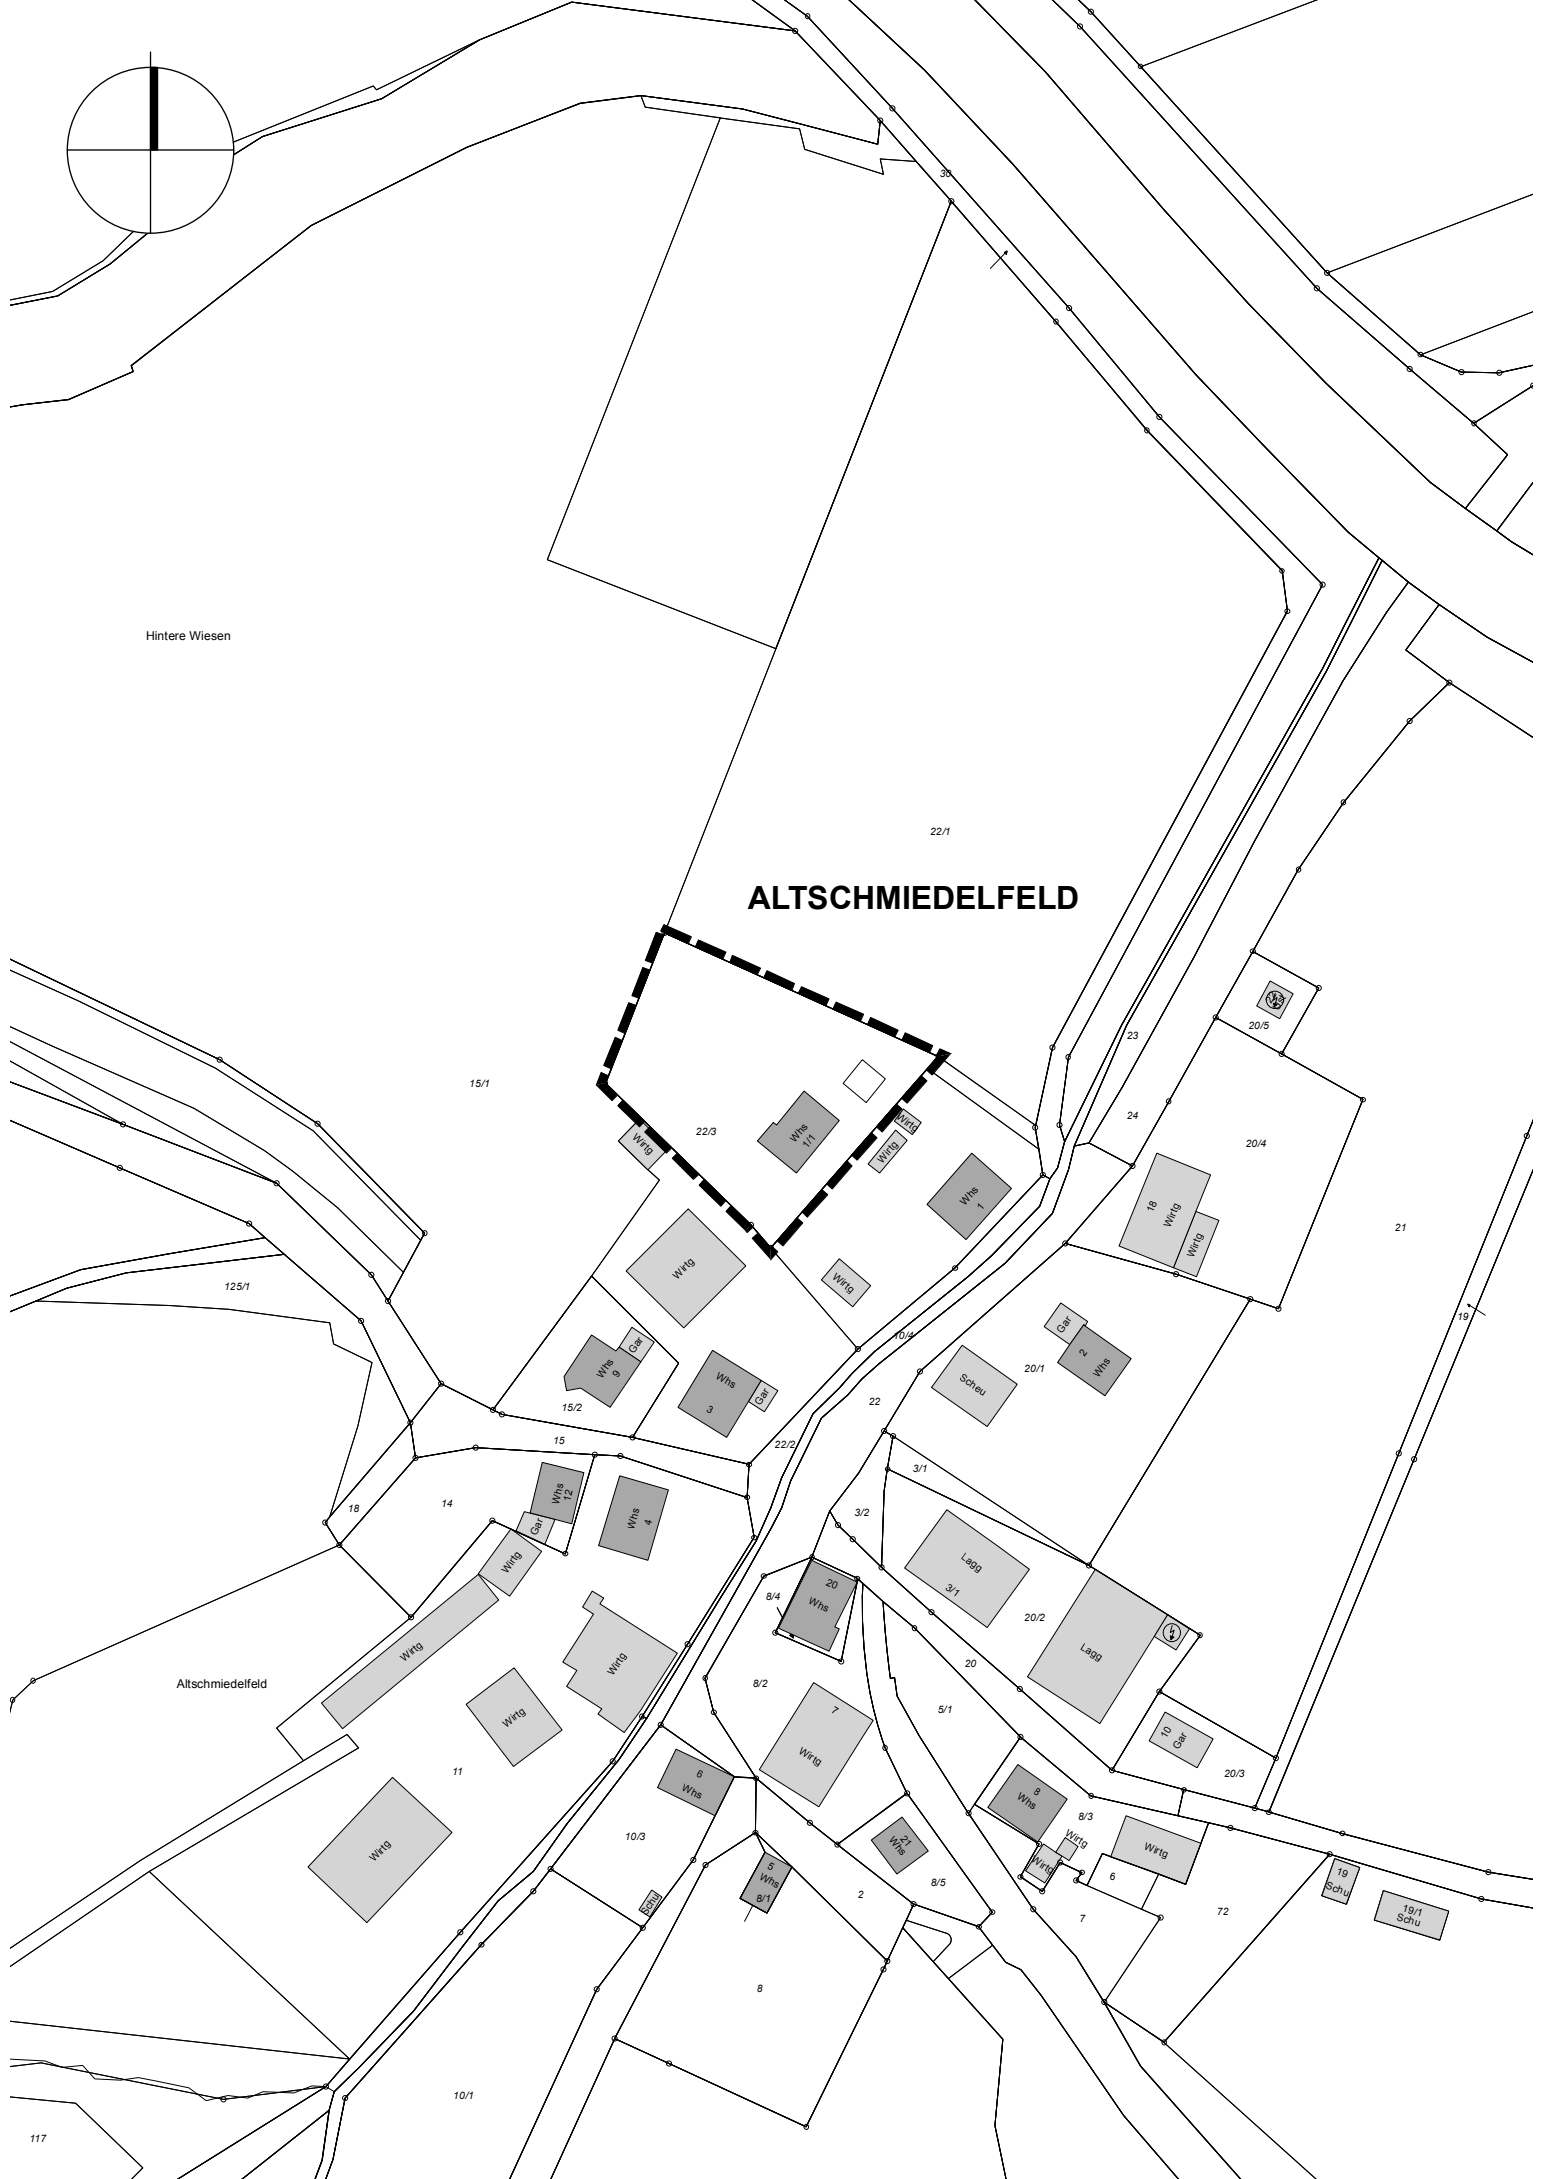 30
Hintere Wiesen
22/1
ALTSCHMIEDELFELD
20/5
23
15/1
24
22/3
Wirtg
Whs
1/1
Wirtg
Wirtg
20/4
Whs
1
18
Wirtg
Wirtg
21
125/1
Wirtg
Wirtg
19
10/4
Gar
2
Whs
20/1
Gar
Whs
9
15/2
Whs
3
Gar
Scheu
22
15
22/2
3/1
14
18
Whs
12
Gar
Whs
4
3/2
Wirtg
Lagg
3/1
20/2
20
Whs
8/4
Wirtg
Wirtg
Lagg
20
Altschmiedelfeld
8/2
5/1
Wirtg
7
Wirtg
10
Gar
20/3
11
6
Whs
8
Whs
8/3
Wirtg
Wirtg
Wirtg
Wirtg
10/3
21
Whs
5
Whs
8/1
8/5
6
19
Schu
2
Schu
7
72
19/1
Schu
8
10/1
117